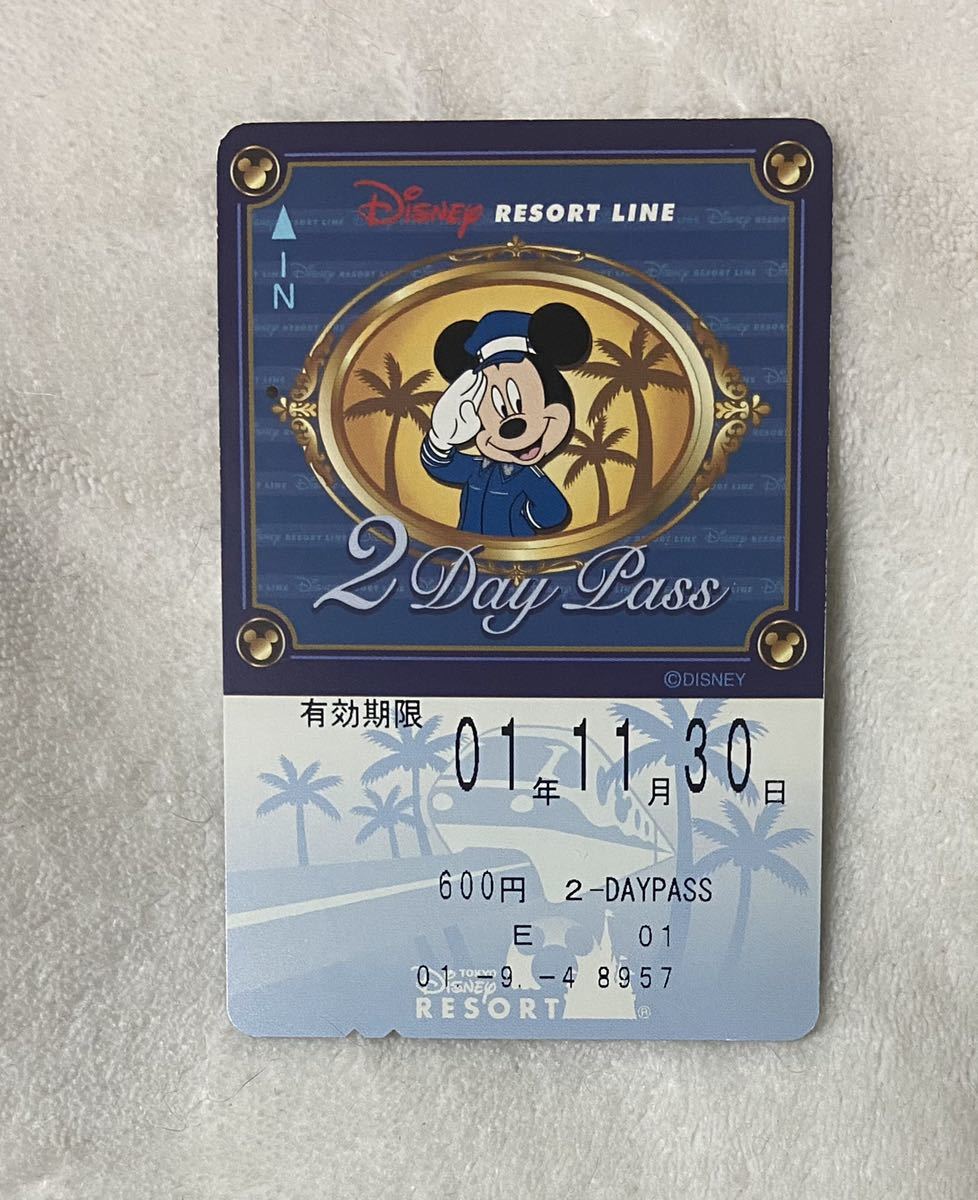 Disney RESORT LINE
IN
2 Day Pass
©DISNEY
有効期限 01年11月30日
600円 2-DAYPASS
E 01
01.-9.-4 8957
TOKYO
Disney
RESORT®